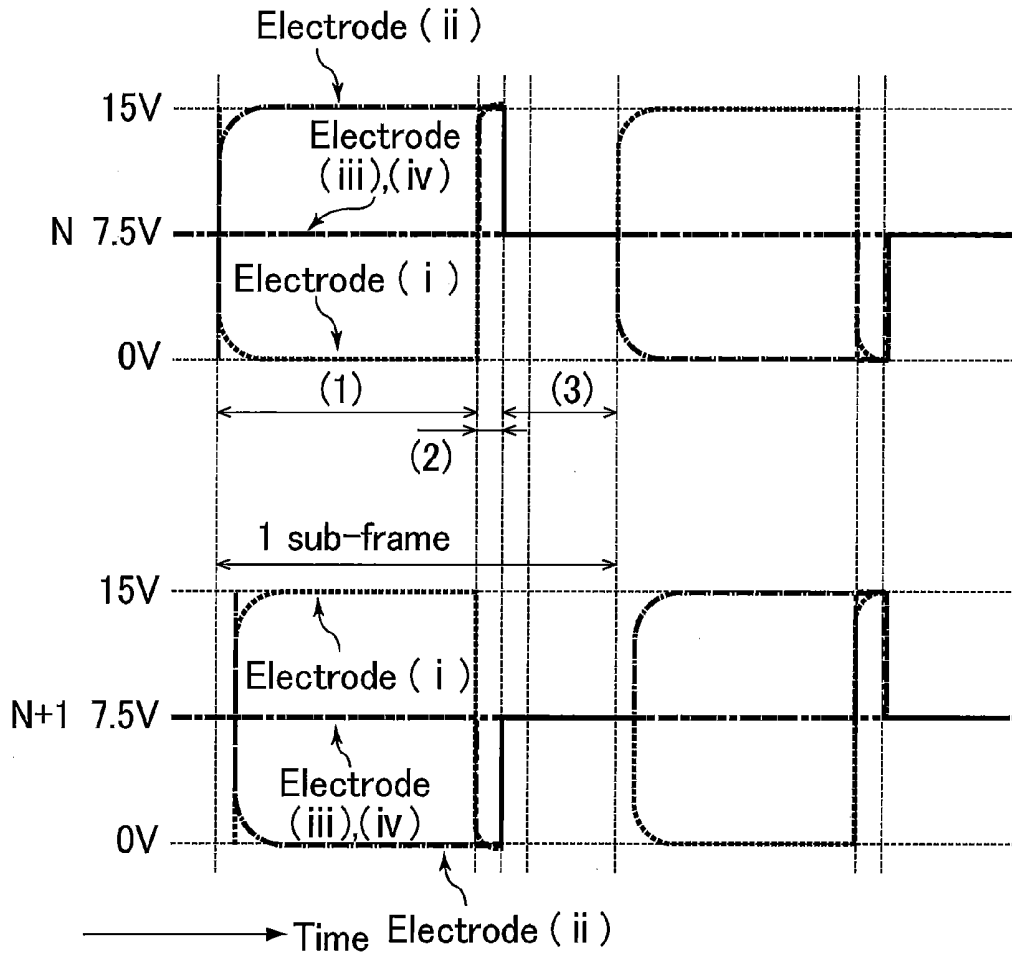 Electrode ( ii )
15V
Electrode
( iii ),( iv )
N 7.5V
Electrode ( i )
0V
(1)
(3)
(2)
1 sub-frame
15V
Electrode ( i )
N+1 7.5V
Electrode
( iii ),( iv )
0V
Time Electrode ( ii )